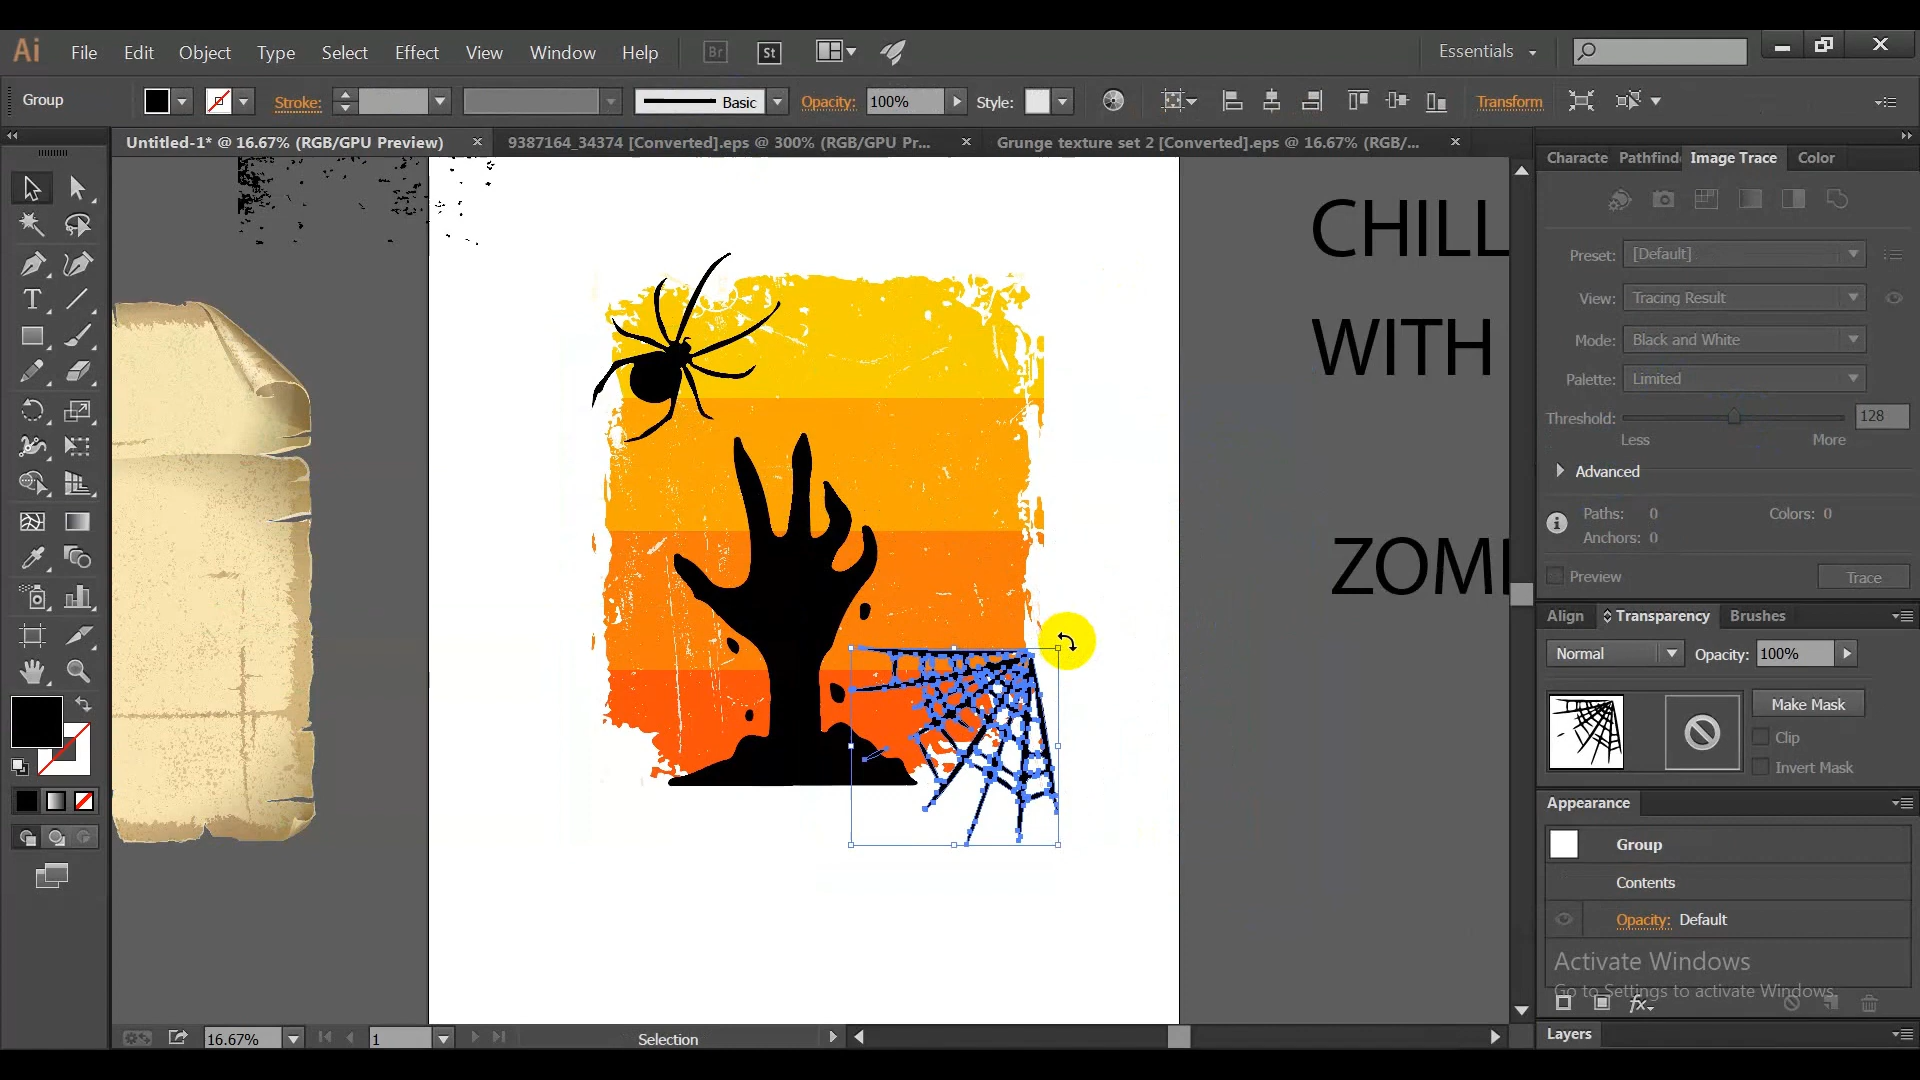 Ai File Edit Object Type Select Effect View Window Help Br St Essentials
Group Stroke: Basic Opacity: 100% Style: Transform
Untitled-1* @ 16.67% (RGB/GPU Preview) 9387164_34374 [Converted].eps @ 300% (RGB/GPU Pr... Grunge texture set 2 [Converted].eps @ 16.67% (RGB/...
Characte Pathfind Image Trace Color
CHILL
WITH
ZOM
Preset: [Default]
View: Tracing Result
Mode: Black and White
Palette: Limited
Threshold: 128
Less More
Advanced
Paths: 0 Colors: 0
Anchors: 0
Preview Trace
Align Transparency Brushes
Normal Opacity: 100%
Make Mask
Clip
Invert Mask
Appearance
Group
Contents
Opacity: Default
Activate Windows
Go to Settings to activate Windows.
fx
Layers
16.67% 1 Selection